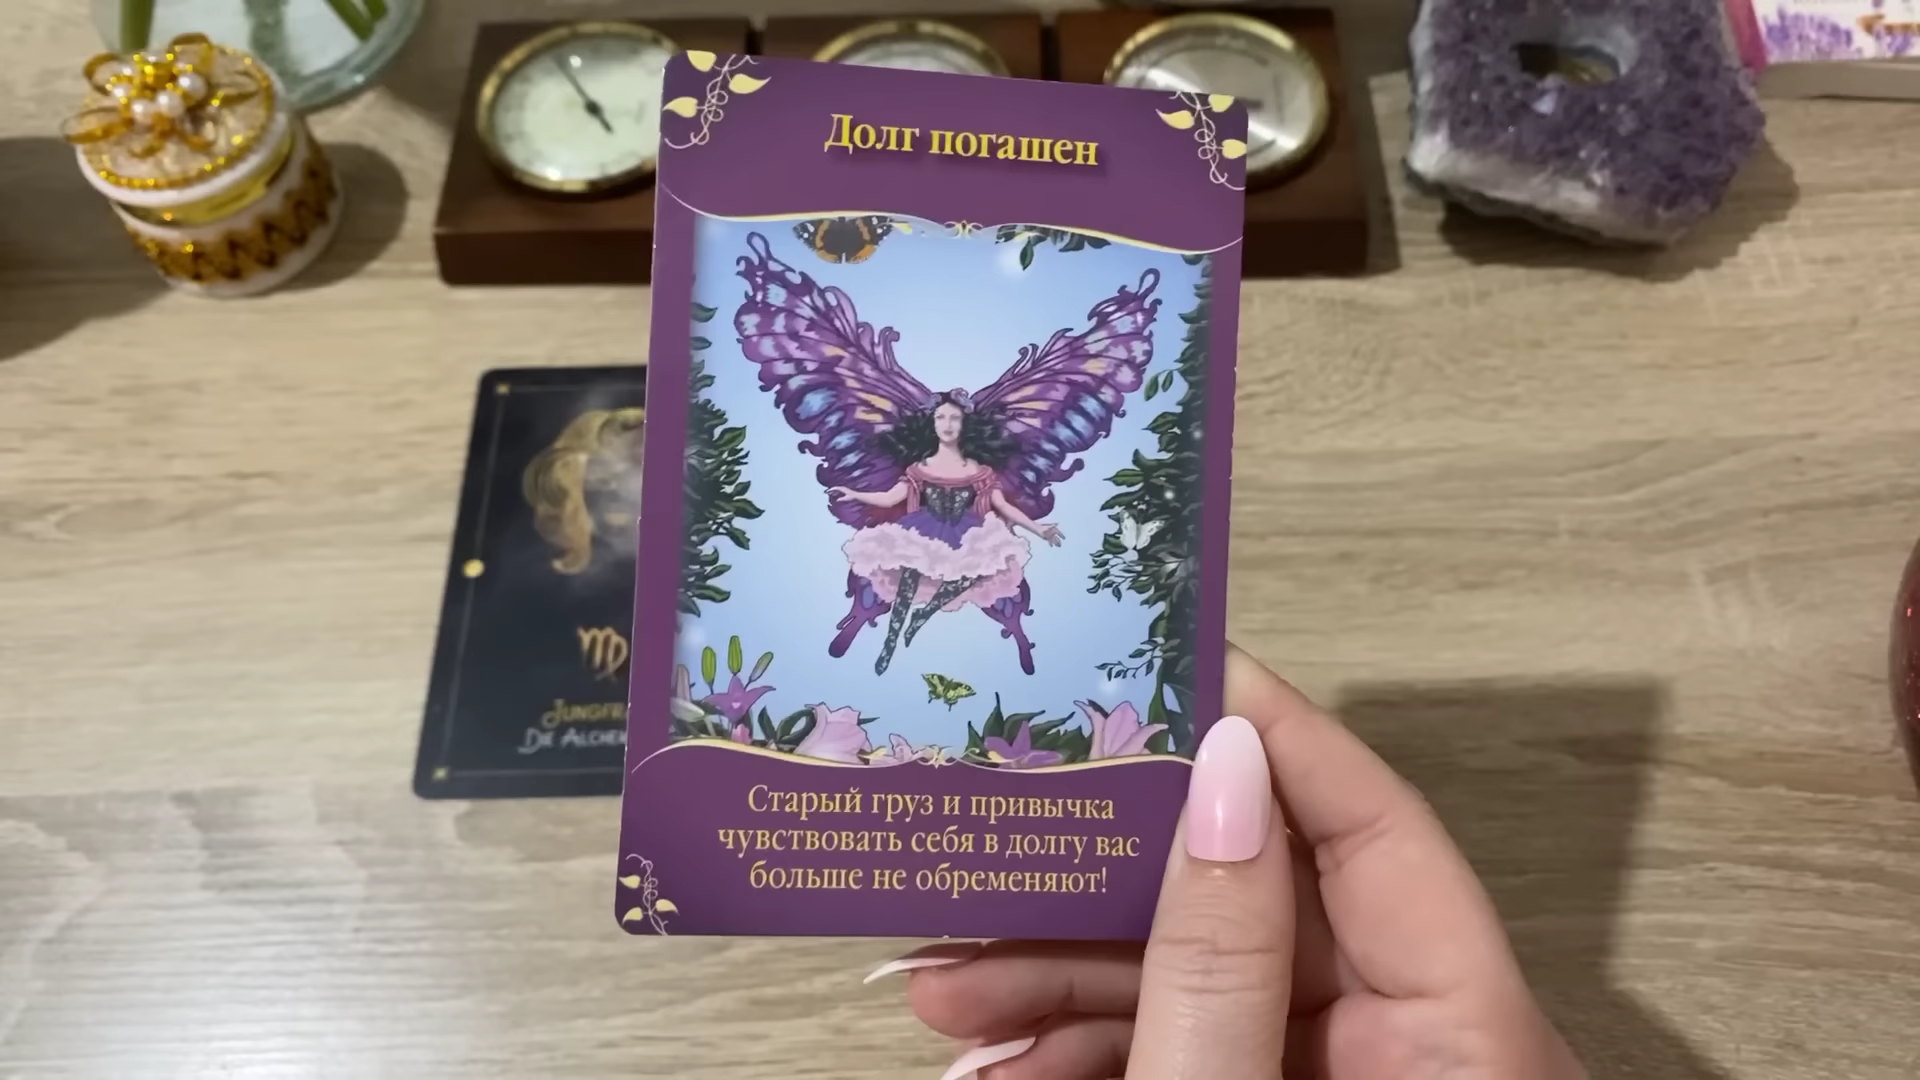 Долг погашен
Старый груз и привычка
чувствовать себя в долгу вас
больше не обременяют!